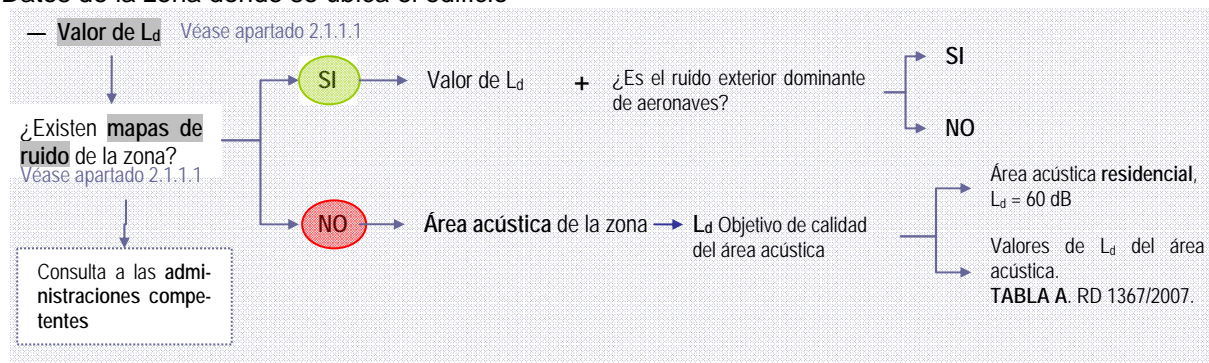 Datos de la zona donde se ubica el edificio
— Valor de Ld Véase apartado 2.1.1.1
¿Existen mapas de
ruido de la zona?
Véase apartado 2.1.1.1
Consulta a las admi-
nistraciones compe-
tentes
SI
Valor de Ld + ¿Es el ruido exterior dominante
de aeronaves?
SI
NO
NO
Área acústica de la zona
Ld Objetivo de calidad
del área acústica
Área acústica residencial,
Ld = 60 dB
Valores de Ld del área
acústica.
TABLA A. RD 1367/2007.